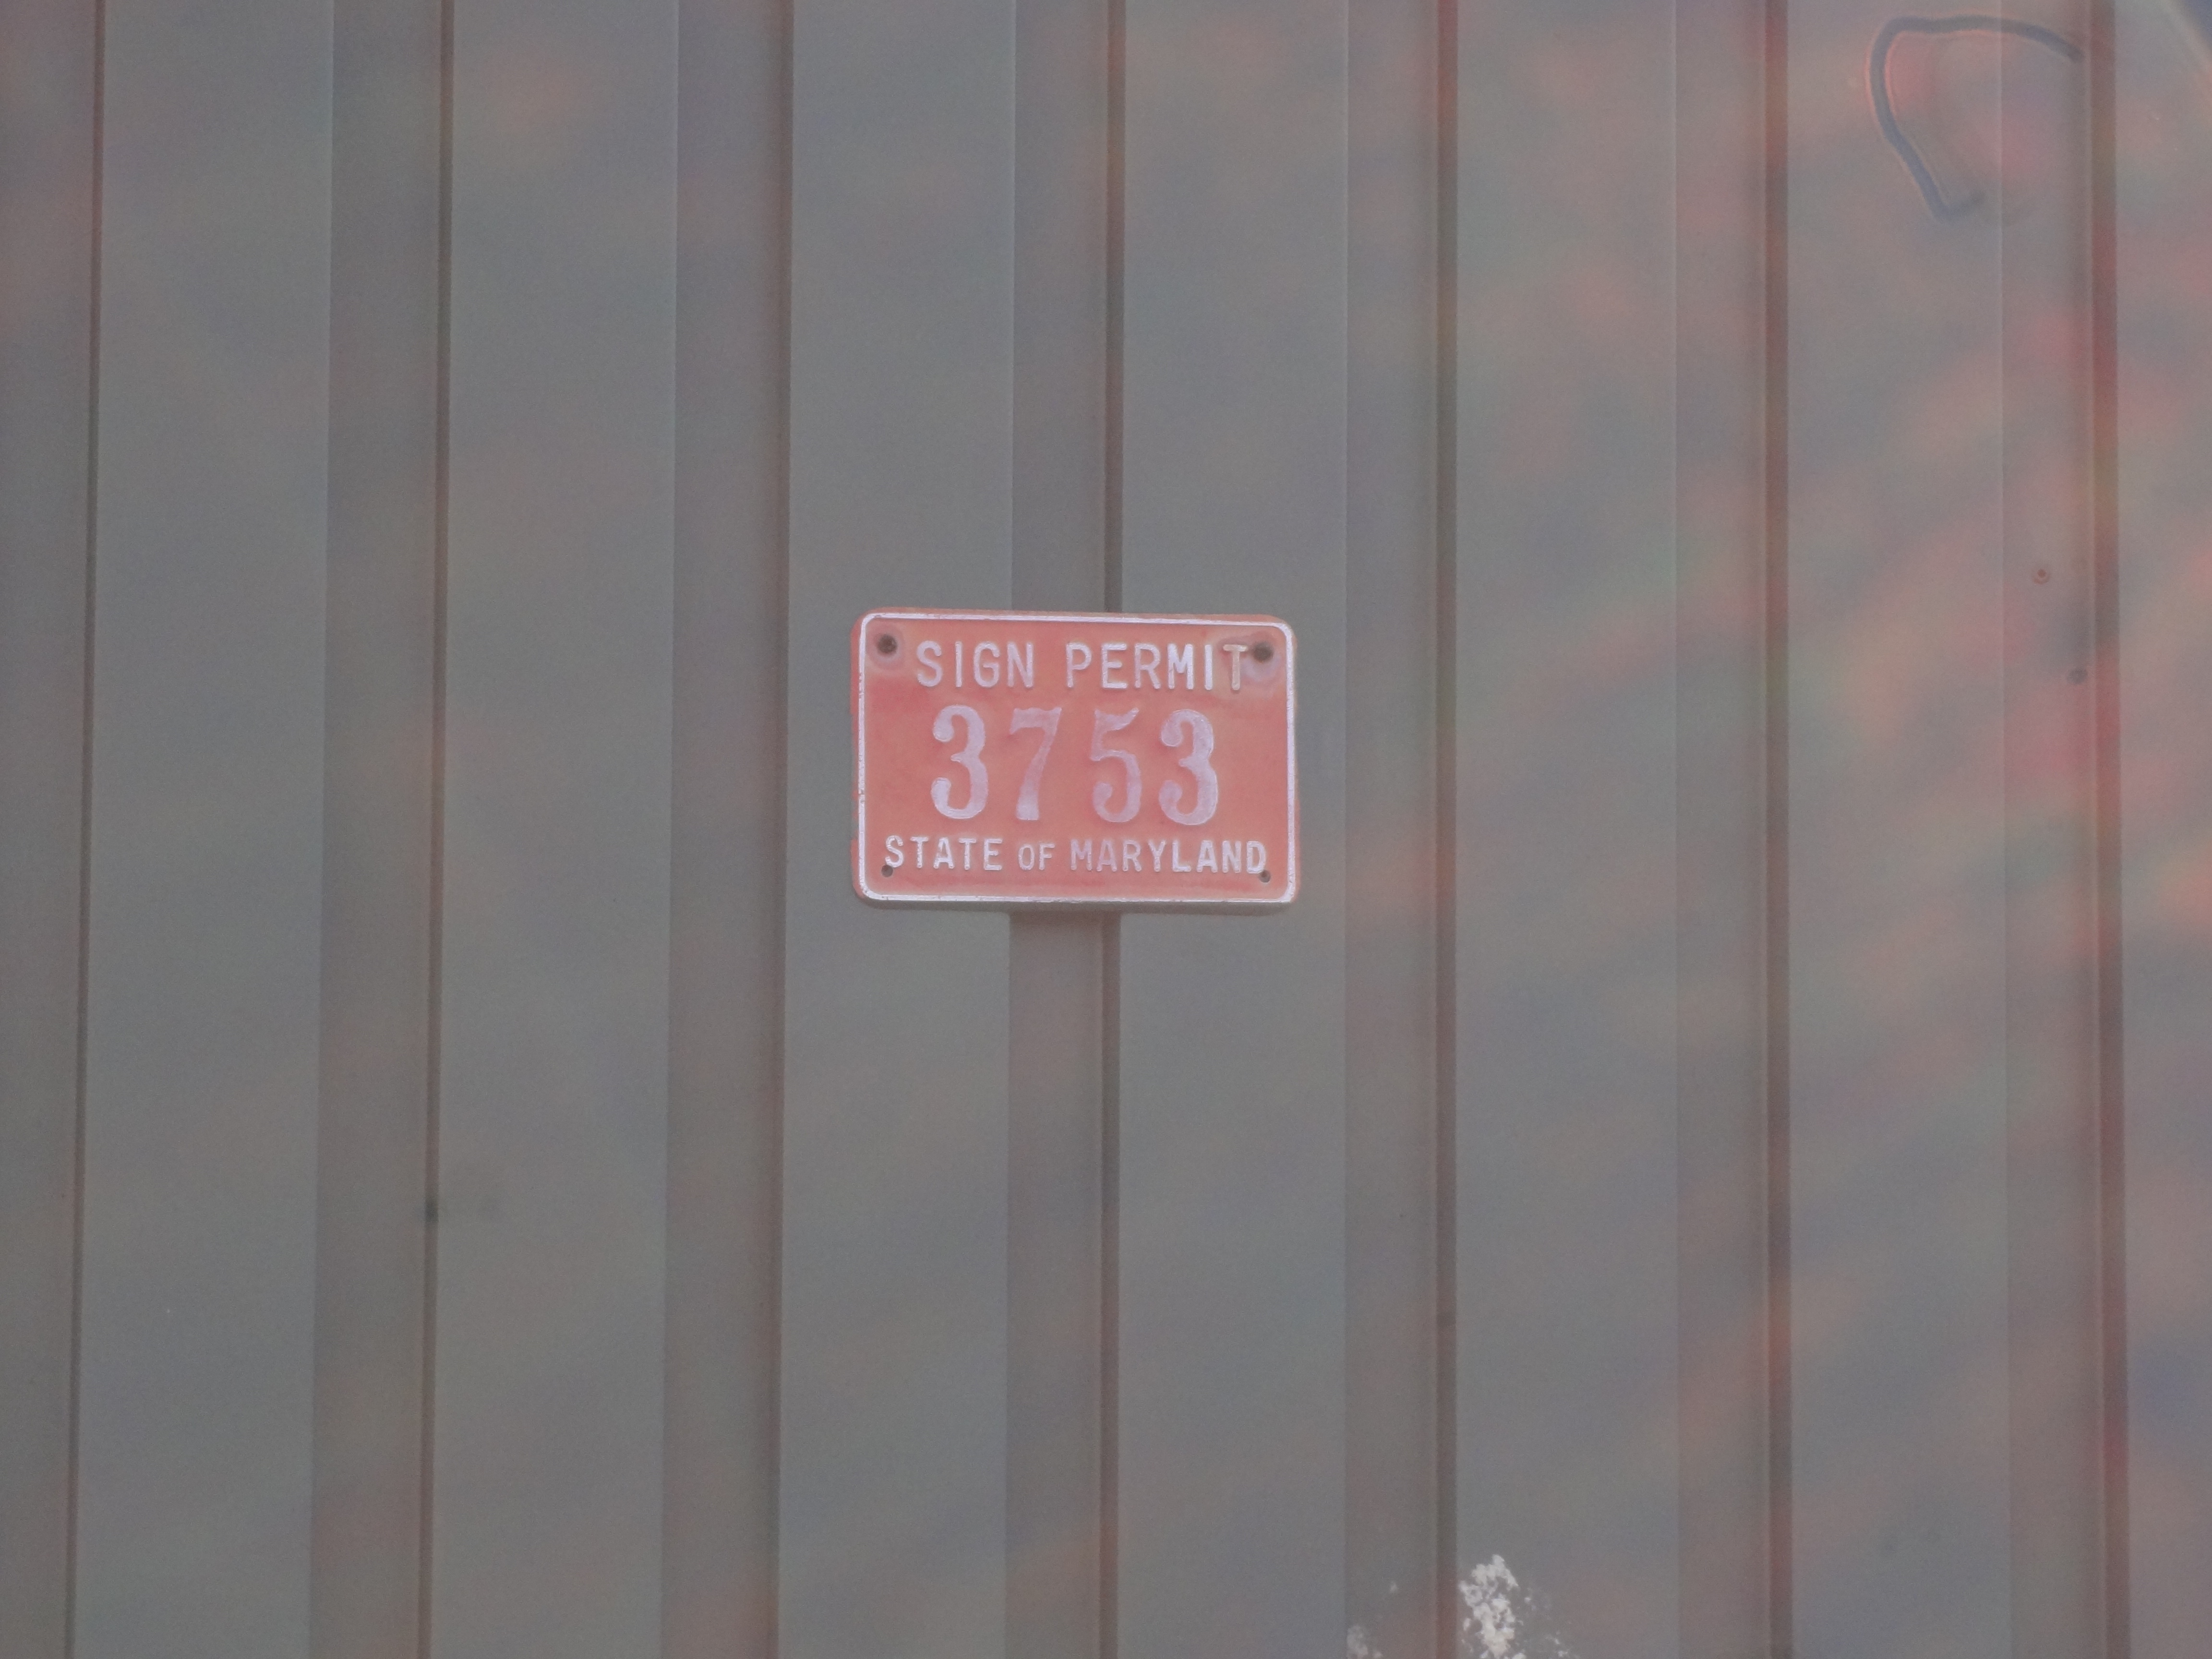 SIGN PERMIT
3753
STATE OF MARYLAND